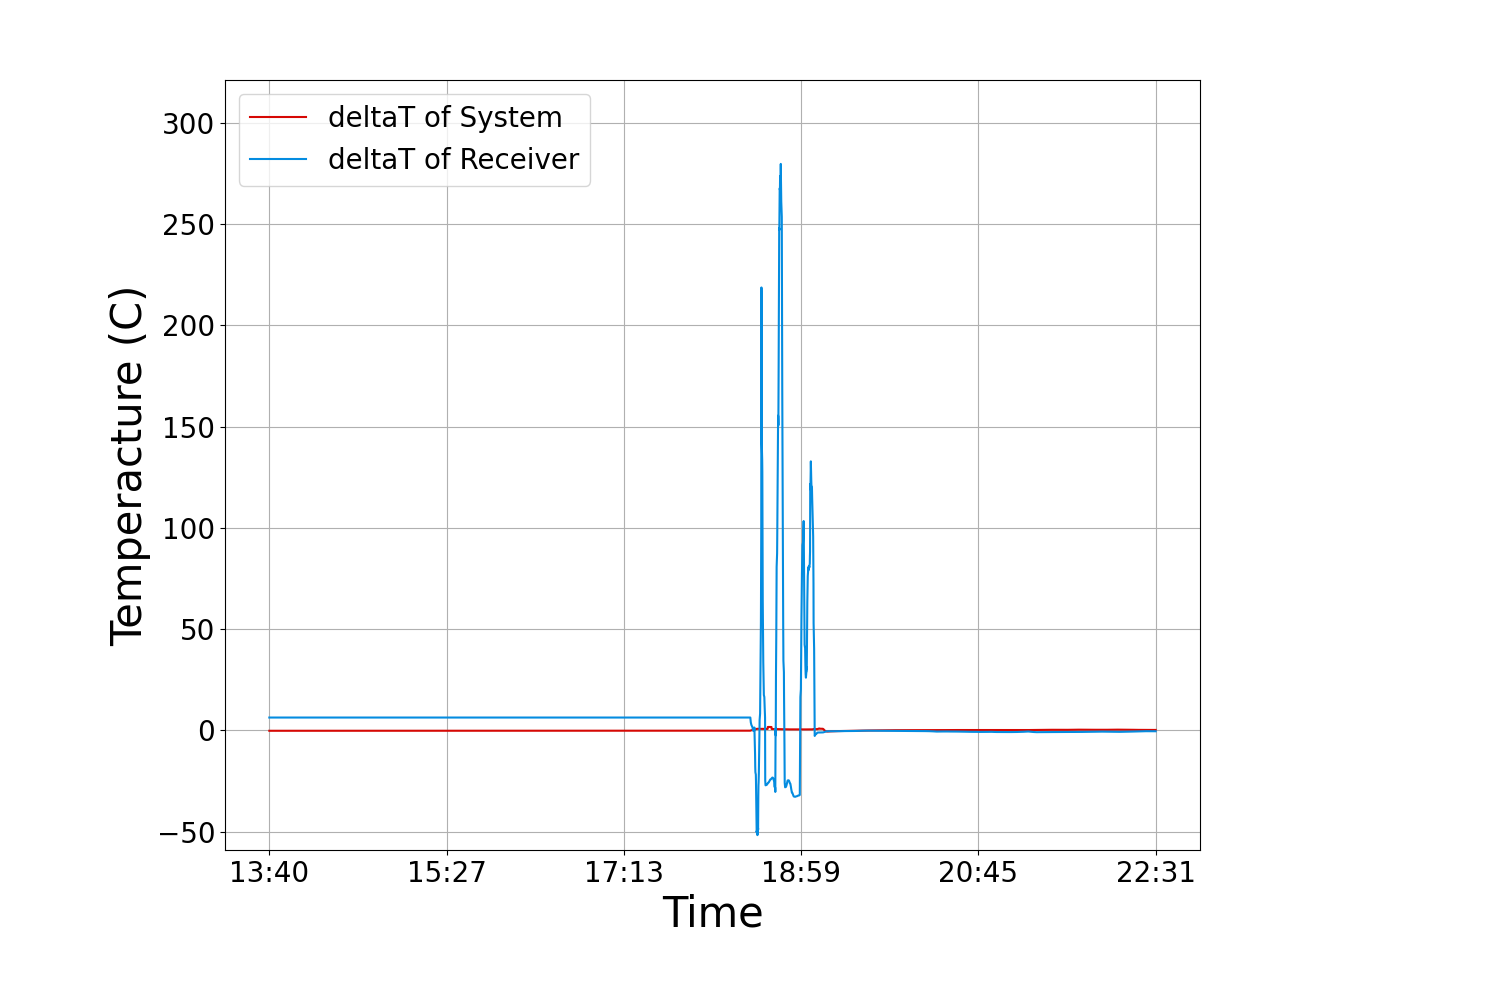 deltaT of System
deltaT of Receiver
300
250
200
150
100
50
0
−50
Temperacture (C)
13:40 15:27 17:13 18:59 20:45 22:31
Time